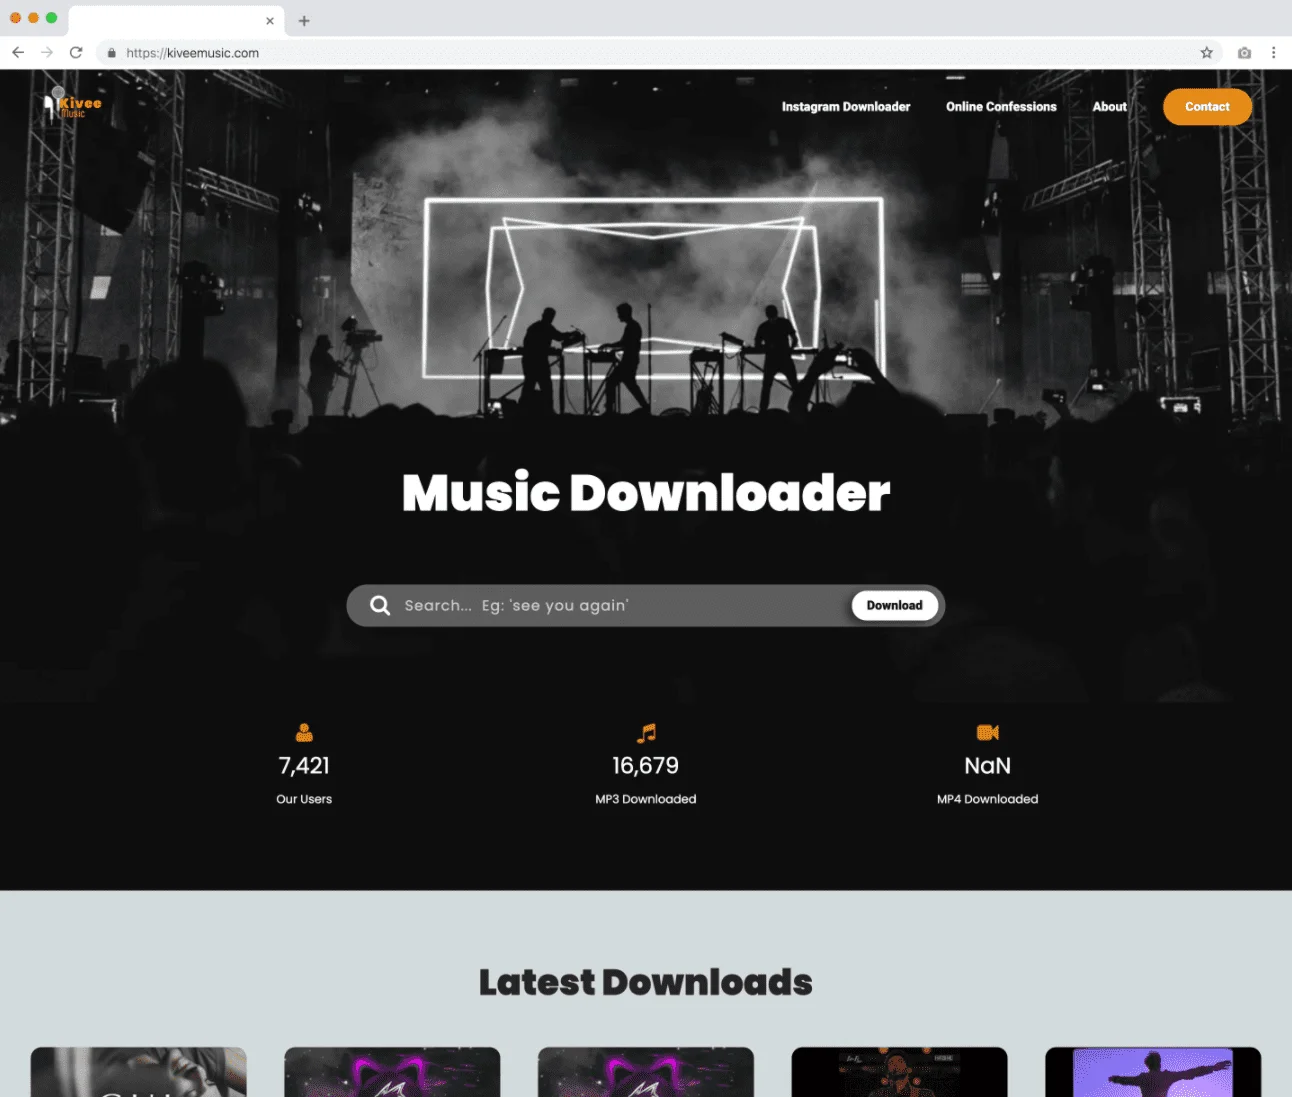 https://kiveemusic.com
Kivee
Music
Instagram Downloader
Online Confessions
About
Contact
Music Downloader
Search... Eg: 'see you again'
Download
7,421
16,679
NaN
Our Users
MP3 Downloaded
MP4 Downloaded
Latest Downloads